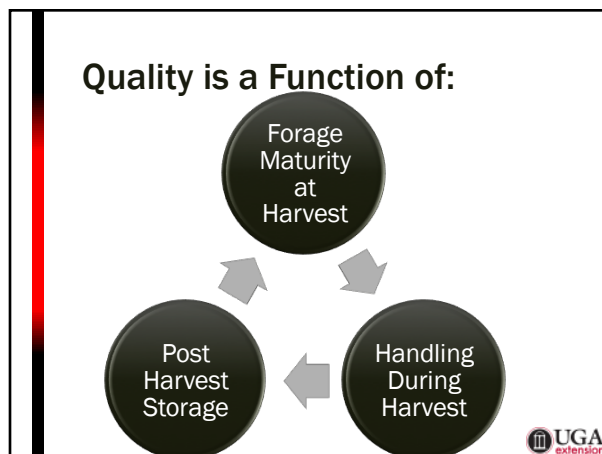 Quality is a Function of:
Forage
Maturity
at
Harvest
Handling
During
Harvest
Post
Harvest
Storage
UGA
extension